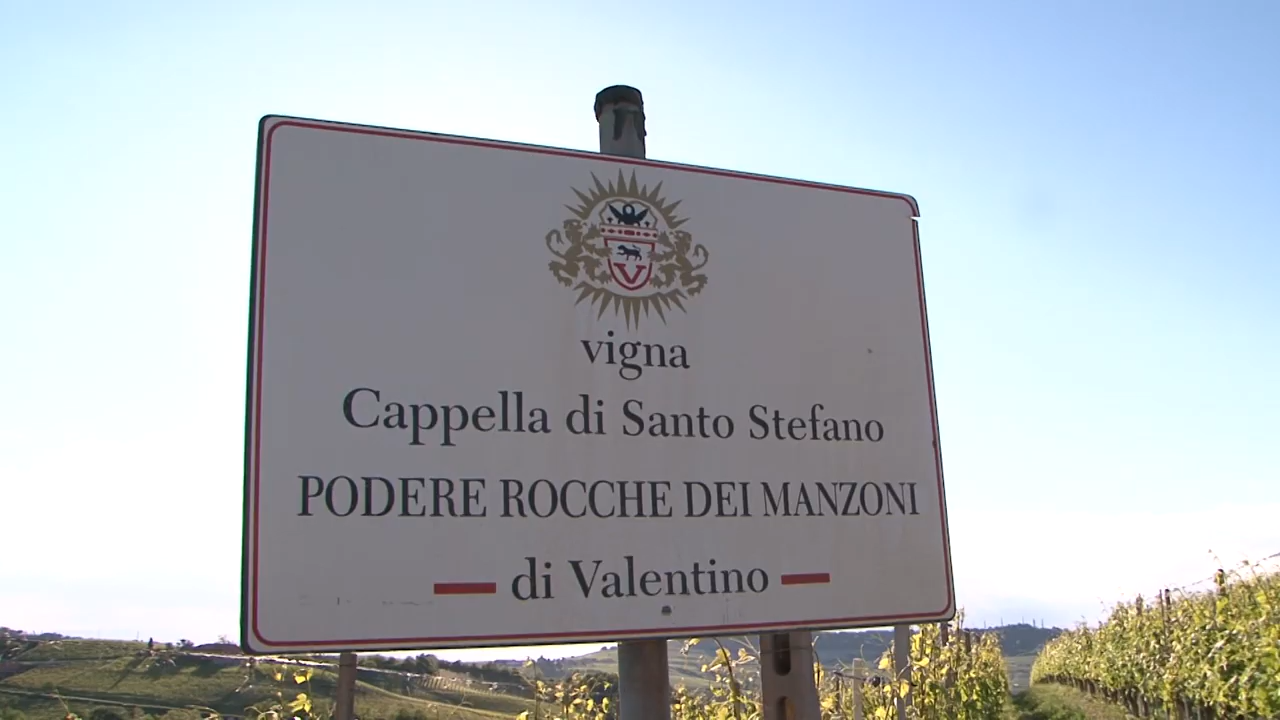 V
vigna
Cappella di Santo Stefano
PODERE ROCCHE DEI MANZONI
di Valentino